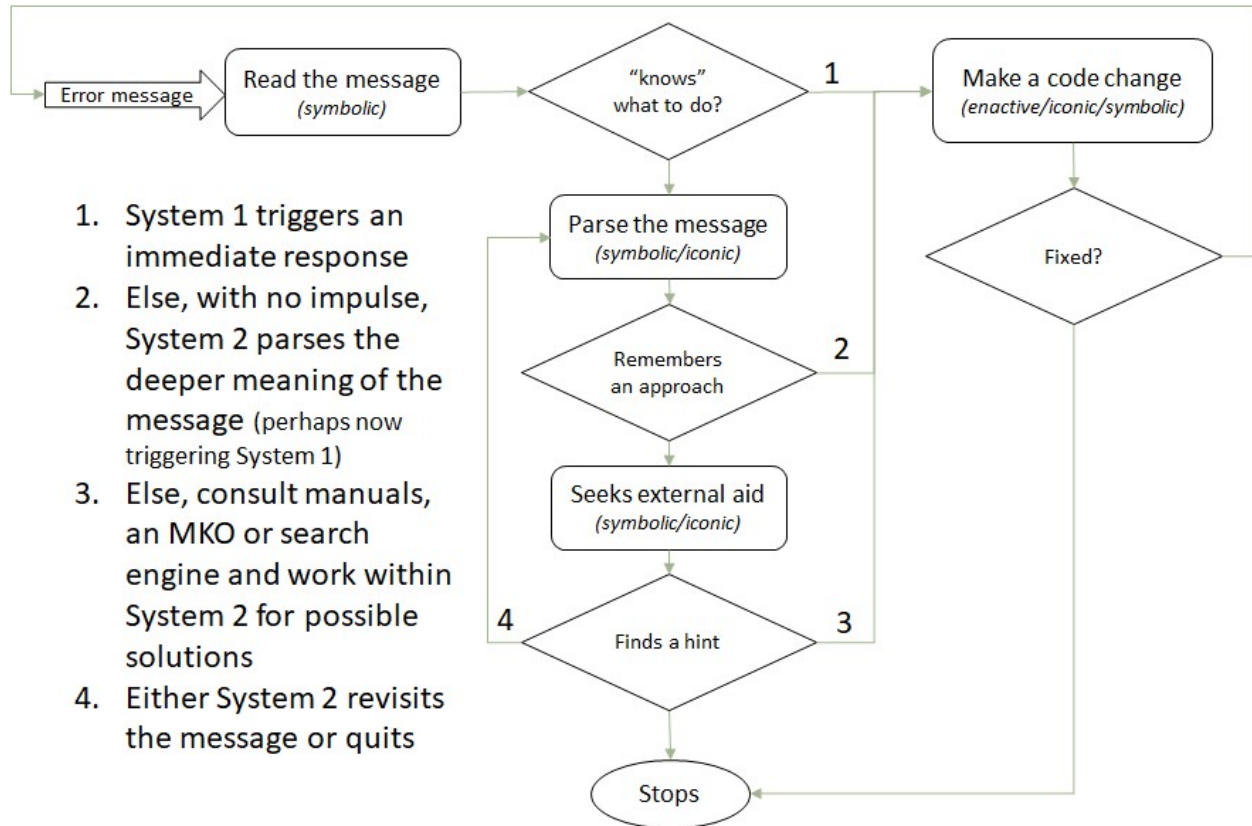 Error message
Read the message
(symbolic)
“knows”
what to do?
1
Make a code change
(enactive/iconic/symbolic)
Parse the message
(symbolic/iconic)
Fixed?
Remembers
an approach
2
Seeks external aid
(symbolic/iconic)
4
Finds a hint
3
Stops
1. System 1 triggers an
immediate response
2. Else, with no impulse,
System 2 parses the
deeper meaning of the
message (perhaps now
triggering System 1)
3. Else, consult manuals,
an MKO or search
engine and work within
System 2 for possible
solutions
4. Either System 2 revisits
the message or quits